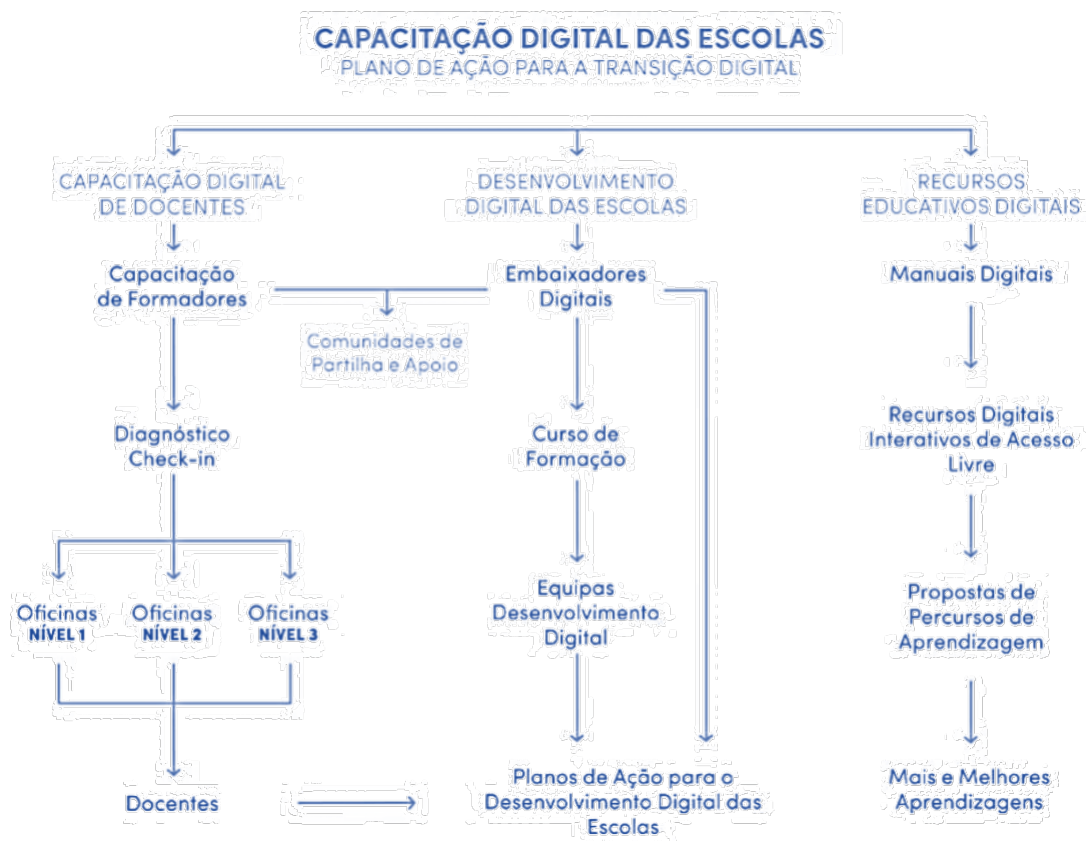 CAPACITAÇÃO DIGITAL DAS ESCOLAS
PLANO DE AÇÃO PARA A TRANSIÇÃO DIGITAL
CAPACITAÇÃO DIGITAL
DE DOCENTES
DESENVOLVIMENTO
DIGITAL DAS ESCOLAS
RECURSOS
EDUCATIVOS DIGITAIS
Capacitação
de Formadores
Embaixadores
Digitais
Manuais Digitais
Comunidades de
Partilha e Apoio
Diagnóstico
Check-in
Curso de
Formação
Recursos Digitais
Interativos de Acesso
Livre
Oficinas
NÍVEL 1
Oficinas
NÍVEL 2
Oficinas
NÍVEL 3
Equipas
Desenvolvimento
Digital
Propostas de
Percursos de
Aprendizagem
Docentes
Planos de Ação para o
Desenvolvimento Digital das
Escolas
Mais e Melhores
Aprendizagens